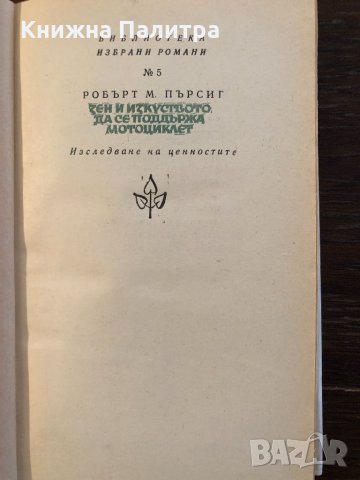 Книжна Палитра
БИБЛИОТЕКА
ИЗБРАНИ РОМАНИ
№ 5
РОБЪРТ М. ПЪРСИГ
ЗЕН И ИЗКУСТВОТО
ДА СЕ ПОДДЪРЖА
МОТОЦИКЛЕТ
Изследване на ценностите
BAZAR